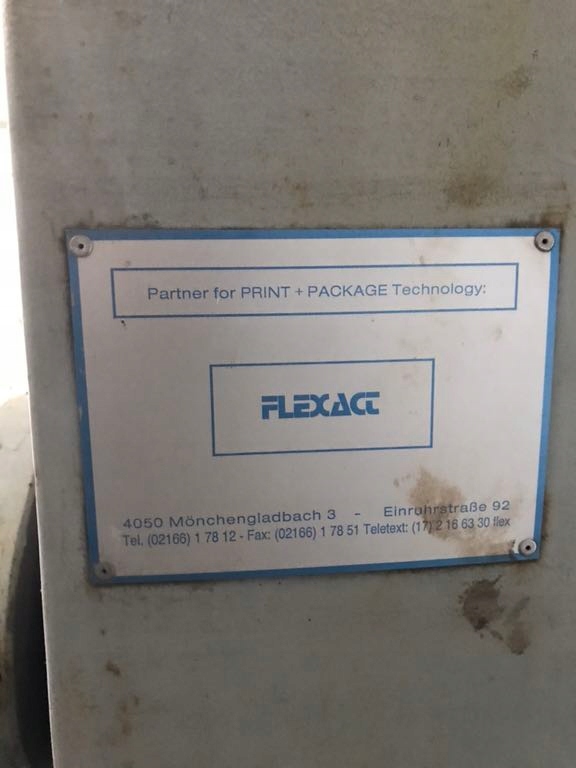 Partner for PRINT + PACKAGE Technology:
FLEXACT
4050 Mönchengladbach 3 - Einruhrstraße 92
Tel. (02166) 1 78 12 - Fax: (02166) 1 78 51 Teletext: (17) 2 16 63 30 flex